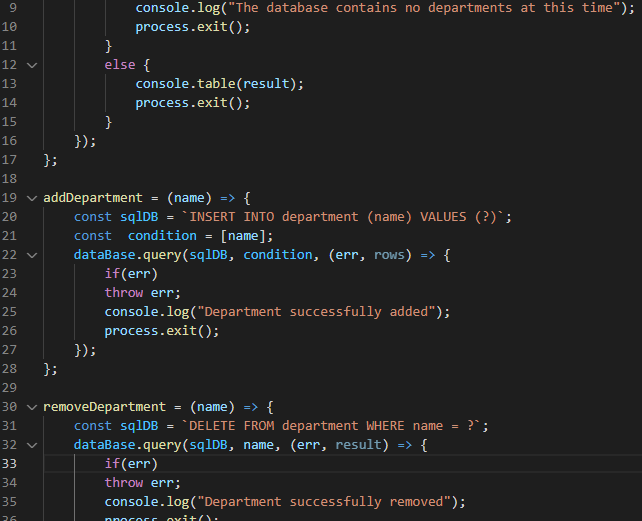 9 console.log("The database contains no departments at this time");
10 process.exit();
11 }
12 else {
13 console.table(result);
14 process.exit();
15 }
16 });
17 };
18
19 addDepartment = (name) => {
20 const sqlDB = `INSERT INTO department (name) VALUES (?)`;
21 const  condition = [name];
22 dataBase.query(sqlDB, condition, (err, rows) => {
23 if(err)
24 throw err;
25 console.log("Department successfully added");
26 process.exit();
27 });
28 };
29
30 removeDepartment = (name) => {
31 const sqlDB = `DELETE FROM department WHERE name = ?`;
32 dataBase.query(sqlDB, name, (err, result) => {
33 if(err)
34 throw err;
35 console.log("Department successfully removed");
36 process.exit();